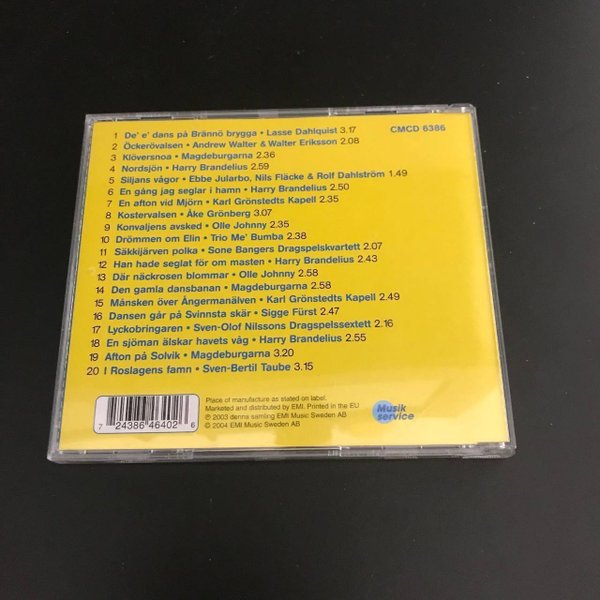 CMCD 6386
1 De' e' dans på Brännö brygga • Lasse Dahlquist 3.17
2 Öckerövalsen • Andrew Walter & Walter Eriksson 2.08
3 Klöversnoa • Magdeburgarna 2.36
4 Nordsjön • Harry Brandelius 2.59
5 Siljans vågor • Ebbe Jularbo, Nils Fläcke & Rolf Dahlström 1.49
6 En gång jag seglar i hamn • Harry Brandelius 2.50
7 En afton vid Mjörn • Karl Grönstedts Kapell 2.35
8 Kostervalsen • Åke Grönberg 3.07
9 Konvaljens avsked • Olle Johnny 2.35
10 Drömmen om Elin • Trio Me' Bumba 2.38
11 Säkkijärven polka • Sone Bangers Dragspelskvartett 2.07
12 Han hade seglat för om masten • Harry Brandelius 2.43
13 Där näckrosen blommar • Olle Johnny 2.58
14 Den gamla dansbanan • Magdeburgarna 2.58
15 Månsken över Ångermanälven • Karl Grönstedts Kapell 2.49
16 Dansen går på Svinnsta skär • Sigge Fürst 2.47
17 Lyckobringaren • Sven-Olof Nilssons Dragspelssextett 2.16
18 En sjöman älskar havets våg • Harry Brandelius 2.55
19 Afton på Solvik • Magdeburgarna 3.20
20 I Roslagens famn • Sven-Bertil Taube 3.15
Place of manufacture as stated on label.
Marketed and distributed by EMI. Printed in the EU
℗ 2003 denna samling EMI Music Sweden AB
© 2004 EMI Music Sweden AB
7 24386 46402 6
Musik
service